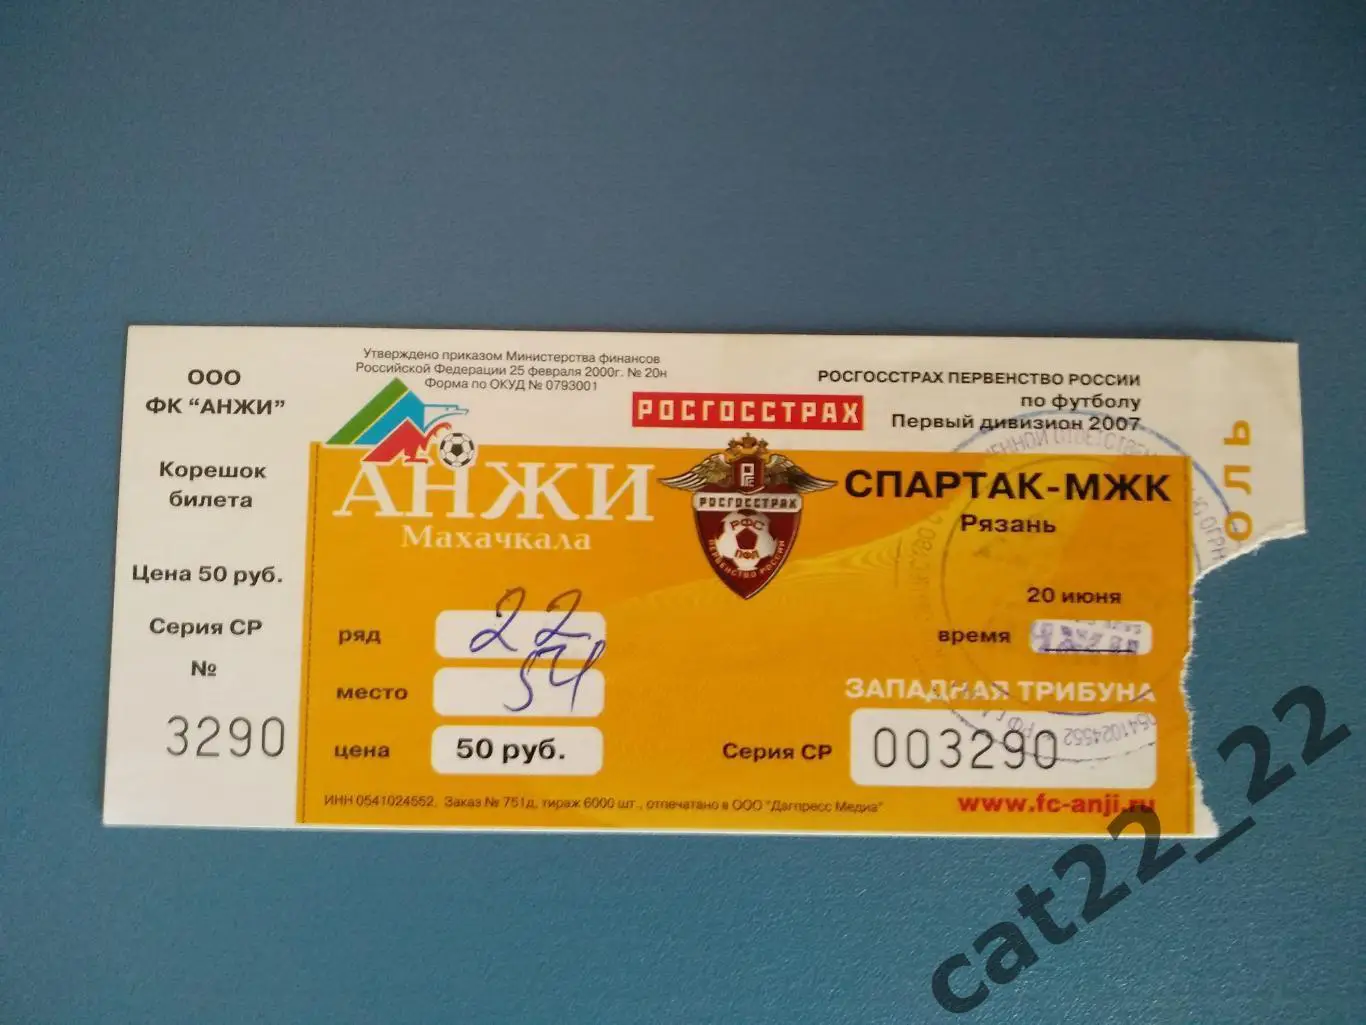 ООО
ФК "АНЖИ"
Корешок
билета
Цена 50 руб.
Серия СР
№
3290
Утверждено приказом Министерства финансов
Российской Федерации 25 февраля 2000г. № 20н
Форма по ОКУД № 0793001
АНЖИ
Махачкала
РОСГОССТРАХ
РОСГОССТРАХ
РФС
ПФЛ
ПЕРВЕНСТВО РОССИИ
РОСГОССТРАХ ПЕРВЕНСТВО РОССИИ
по футболу
Первый дивизион 2007
СПАРТАК-МЖК
Рязань
20 июня
время
ряд 22
место 54
цена 50 руб.
ЗАПАДНАЯ ТРИБУНА
Серия СР 003290
ИНН 0541024552. Заказ № 751д, тираж 6000 шт., отпечатано в ООО "Дагпресс Медиа"
www.fc-anji.ru
ОЛЬ
0541024552
cat22_22